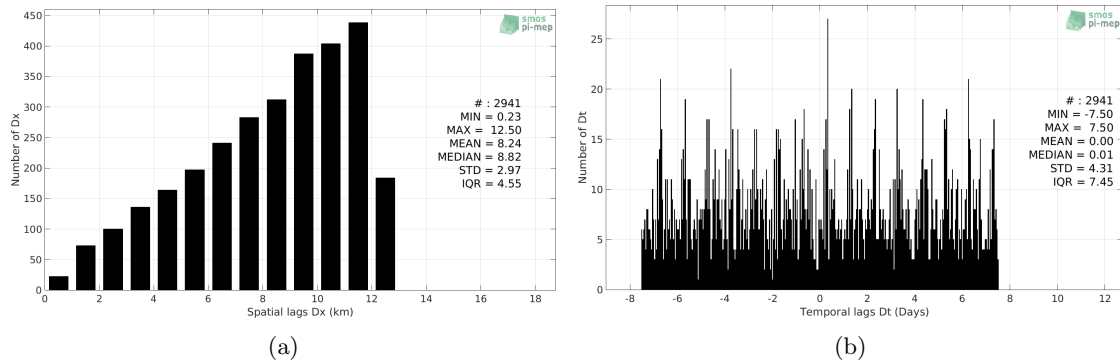 450
400
350
300
250
200
150
100
50
0
Number of Dx
0 2 4 6 8 10 12 14 16 18
Spatial lags Dx (km)
smos
pi-mep
# : 2941
MIN = 0.23
MAX = 12.50
MEAN = 8.24
MEDIAN = 8.82
STD = 2.97
IQR = 4.55
(a)
25
20
15
10
5
0
Number of Dt
-8 -6 -4 -2 0 2 4 6 8 10 12
Temporal lags Dt (Days)
smos
pi-mep
# : 2941
MIN = -7.50
MAX = 7.50
MEAN = 0.00
MEDIAN = 0.01
STD = 4.31
IQR = 7.45
(b)